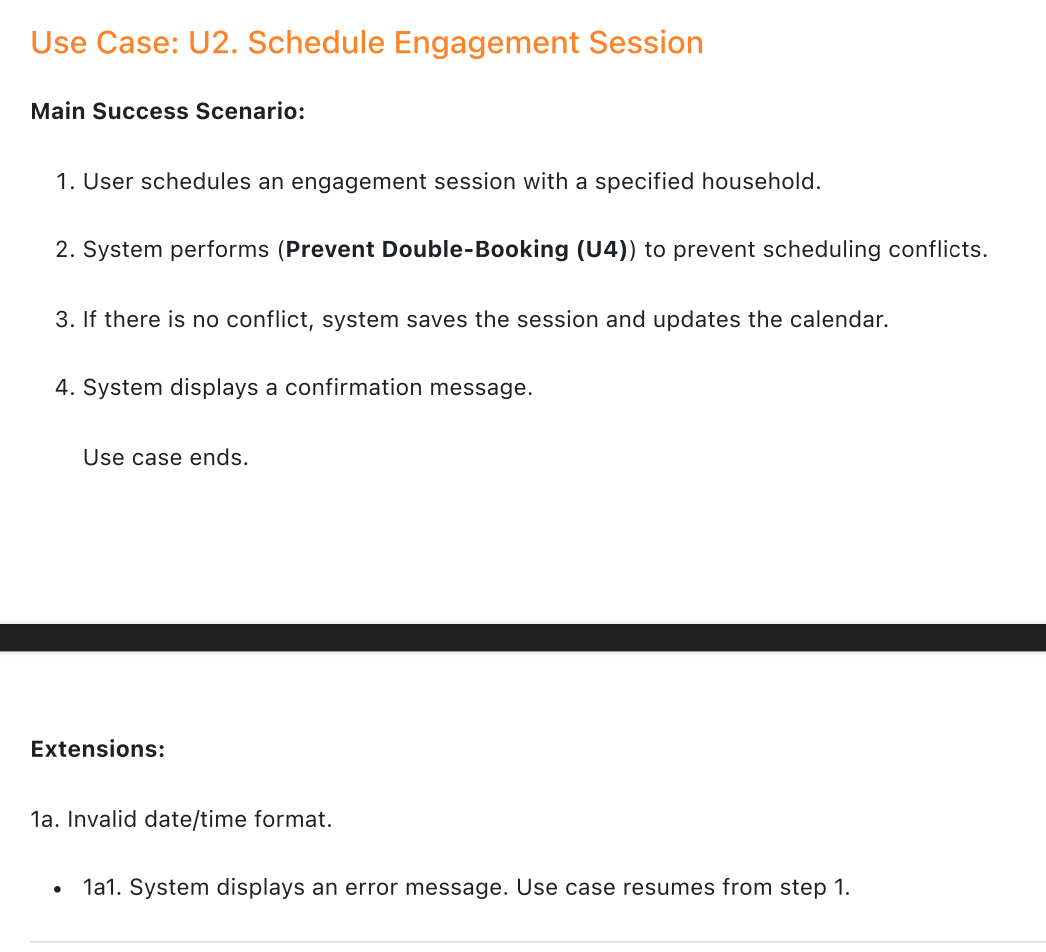 Use Case: U2. Schedule Engagement Session
Main Success Scenario:
1. User schedules an engagement session with a specified household.
2. System performs (Prevent Double-Booking (U4)) to prevent scheduling conflicts.
3. If there is no conflict, system saves the session and updates the calendar.
4. System displays a confirmation message.
Use case ends.
Extensions:
1a. Invalid date/time format.
• 1a1. System displays an error message. Use case resumes from step 1.